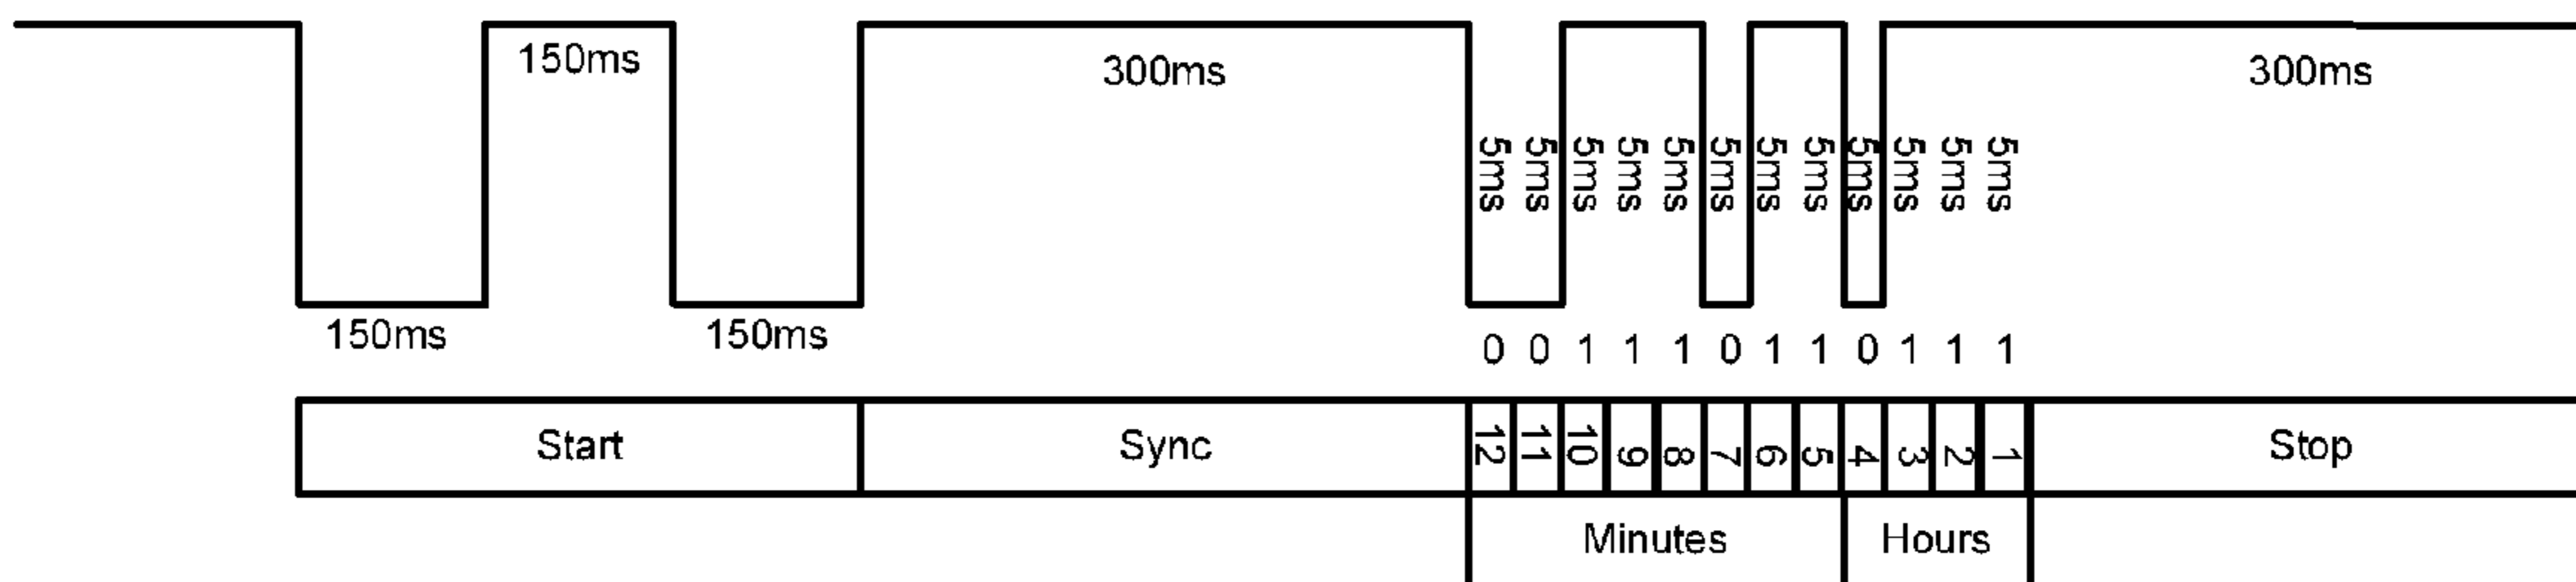 150ms
300ms
300ms
5ms 5ms 5ms 5ms 5ms 5ms 5ms 5ms 5ms 5ms 5ms 5ms
150ms 150ms
0 0 1 1 1 0 1 1 0 1 1 1
Start Sync 12 11 10 9 8 7 6 5 4 3 2 1 Stop
Minutes Hours